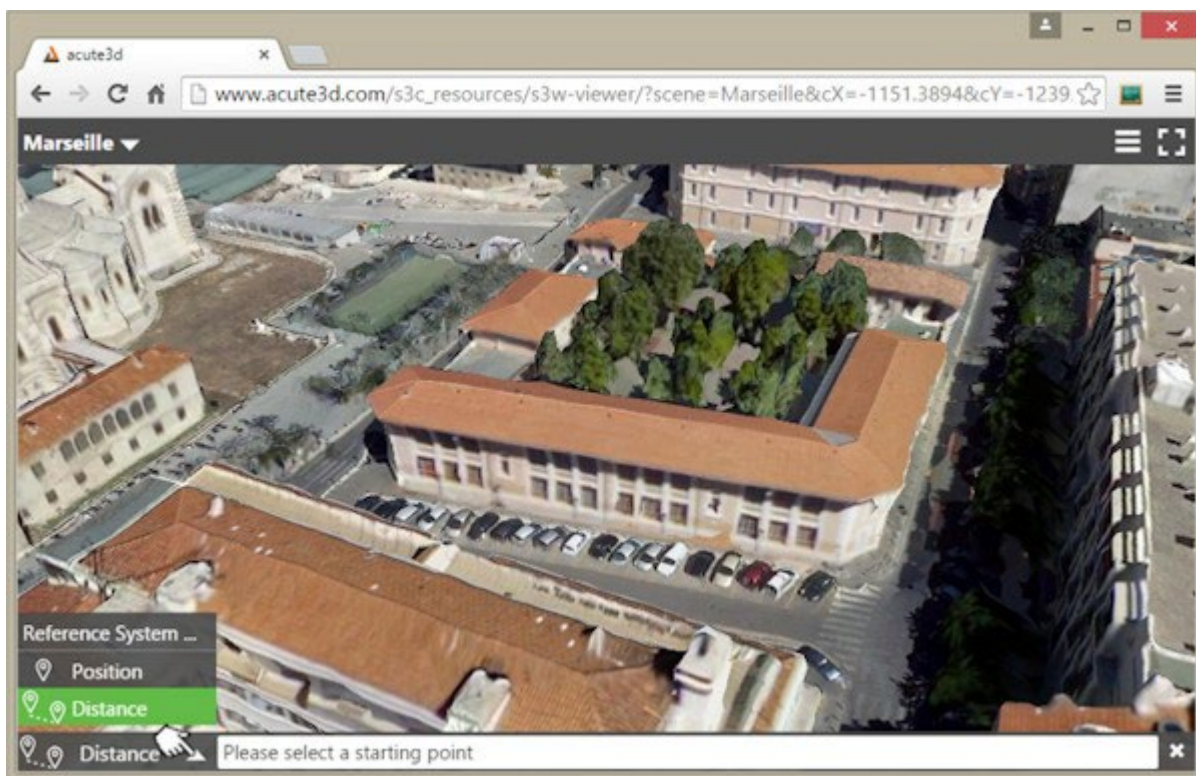 acute3d
www.acute3d.com/s3c_resources/s3w-viewer/?scene=Marseille&cX=-1151.3894&cY=-1239
Marseille
Reference System ...
Position
Distance
Distance
Please select a starting point